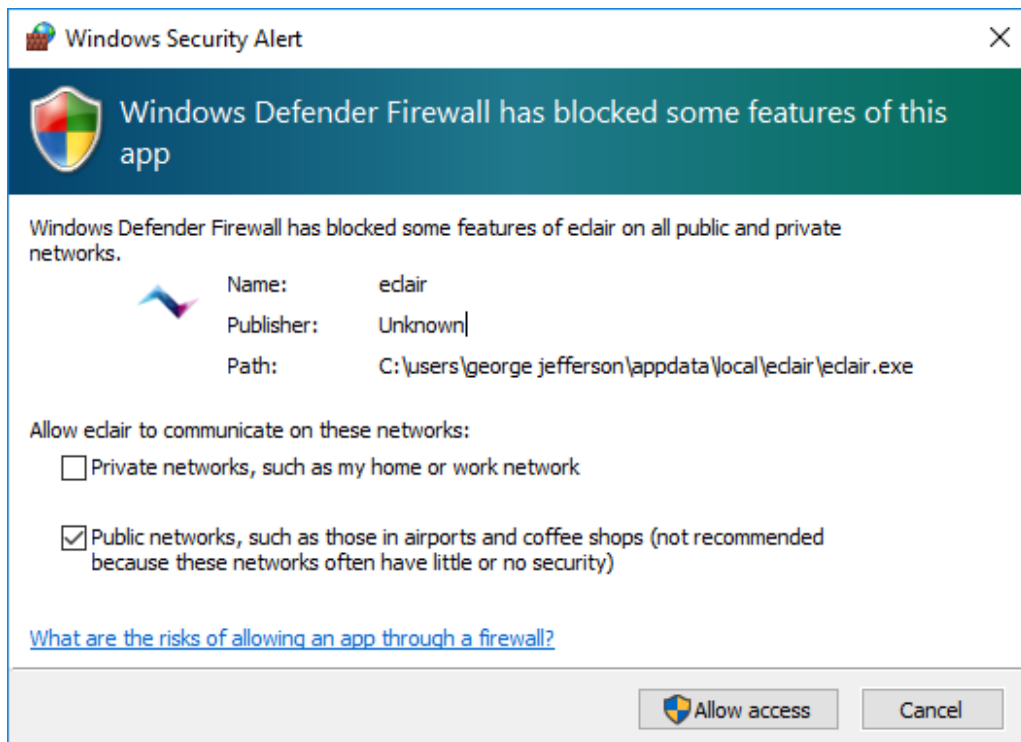 Windows Security Alert
Windows Defender Firewall has blocked some features of this
app
Windows Defender Firewall has blocked some features of eclair on all public and private
networks.
Name: eclair
Publisher: Unknown
Path: C:\users\george jefferson\appdata\local\eclair\eclair.exe
Allow eclair to communicate on these networks:
Private networks, such as my home or work network
Public networks, such as those in airports and coffee shops (not recommended
because these networks often have little or no security)
What are the risks of allowing an app through a firewall?
Allow access Cancel